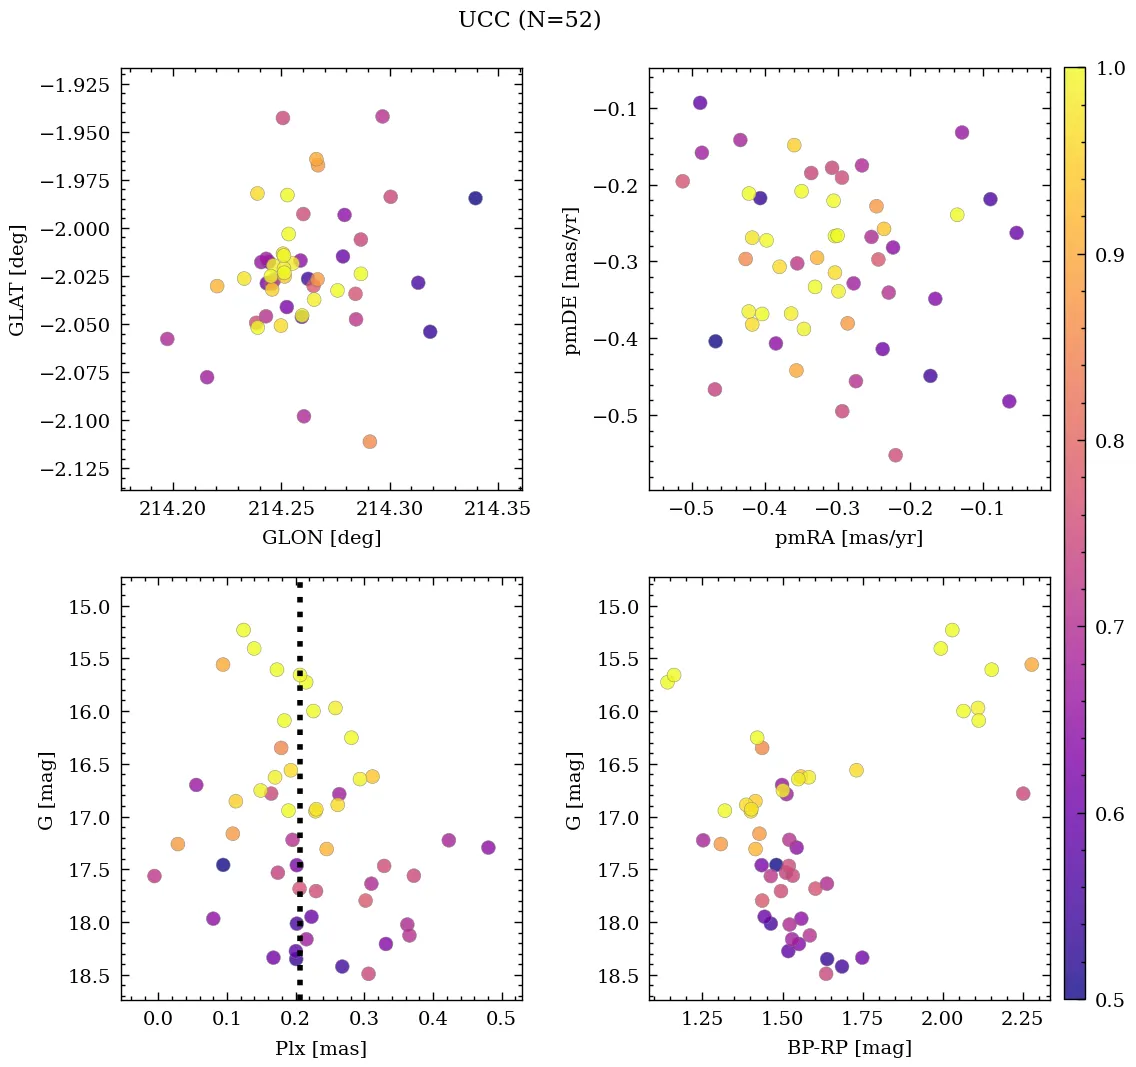 UCC (N=52)
−1.925
−1.950
−1.975
−2.000
−2.025
−2.050
−2.075
−2.100
−2.125
GLAT [deg]
214.20 214.25 214.30 214.35
GLON [deg]
−0.1
−0.2
−0.3
−0.4
−0.5
pmDE [mas/yr]
−0.5 −0.4 −0.3 −0.2 −0.1
pmRA [mas/yr]
15.0
15.5
16.0
16.5
17.0
17.5
18.0
18.5
G [mag]
0.0 0.1 0.2 0.3 0.4 0.5
Plx [mas]
15.0
15.5
16.0
16.5
17.0
17.5
18.0
18.5
G [mag]
1.25 1.50 1.75 2.00 2.25
BP-RP [mag]
1.0
0.9
0.8
0.7
0.6
0.5